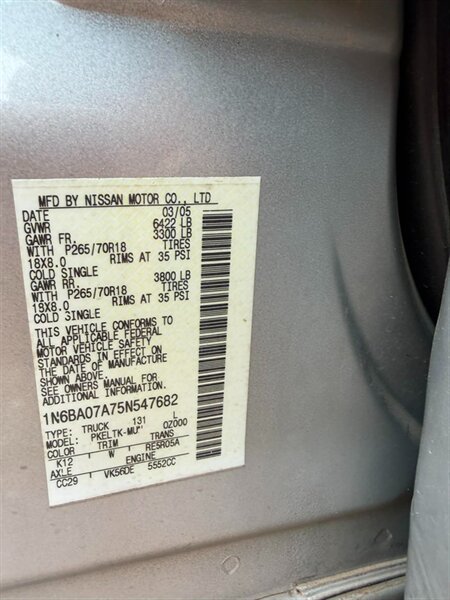 MFD BY NISSAN MOTOR CO., LTD
DATE 03/05
GVWR 6422 LB
GAWR FR. 3300 LB
WITH P265/70R18 TIRES
18X8.0 RIMS AT 35 PSI
COLD SINGLE
GAWR RR. 3800 LB
WITH P265/70R18 TIRES
19X8.0 RIMS AT 35 PSI
COLD SINGLE
THIS VEHICLE CONFORMS TO
ALL APPLICABLE FEDERAL
MOTOR VEHICLE SAFETY
STANDARDS IN EFFECT ON
THE DATE OF MANUFACTURE
SHOWN ABOVE.
SEE OWNERS MANUAL FOR
ADDITIONAL INFORMATION.
1N6BA07A75N547682
TYPE: TRUCK 131 L
MODEL: PKELTK-MU 0Z000
COLOR TRIM TRANS
K12 W RE5R05A
AXLE ENGINE
CC29 VK56DE 5552CC